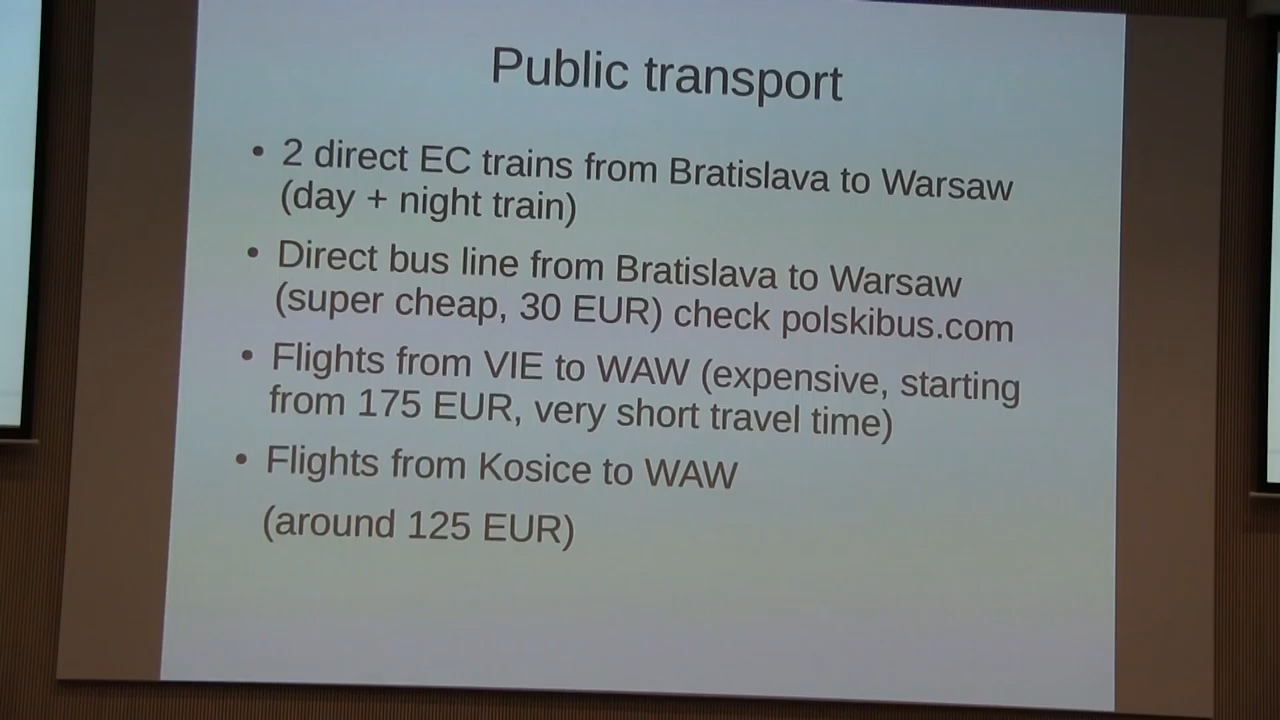 Public transport
• 2 direct EC trains from Bratislava to Warsaw
(day + night train)
• Direct bus line from Bratislava to Warsaw
(super cheap, 30 EUR) check polskibus.com
• Flights from VIE to WAW (expensive, starting
from 175 EUR, very short travel time)
• Flights from Kosice to WAW
(around 125 EUR)